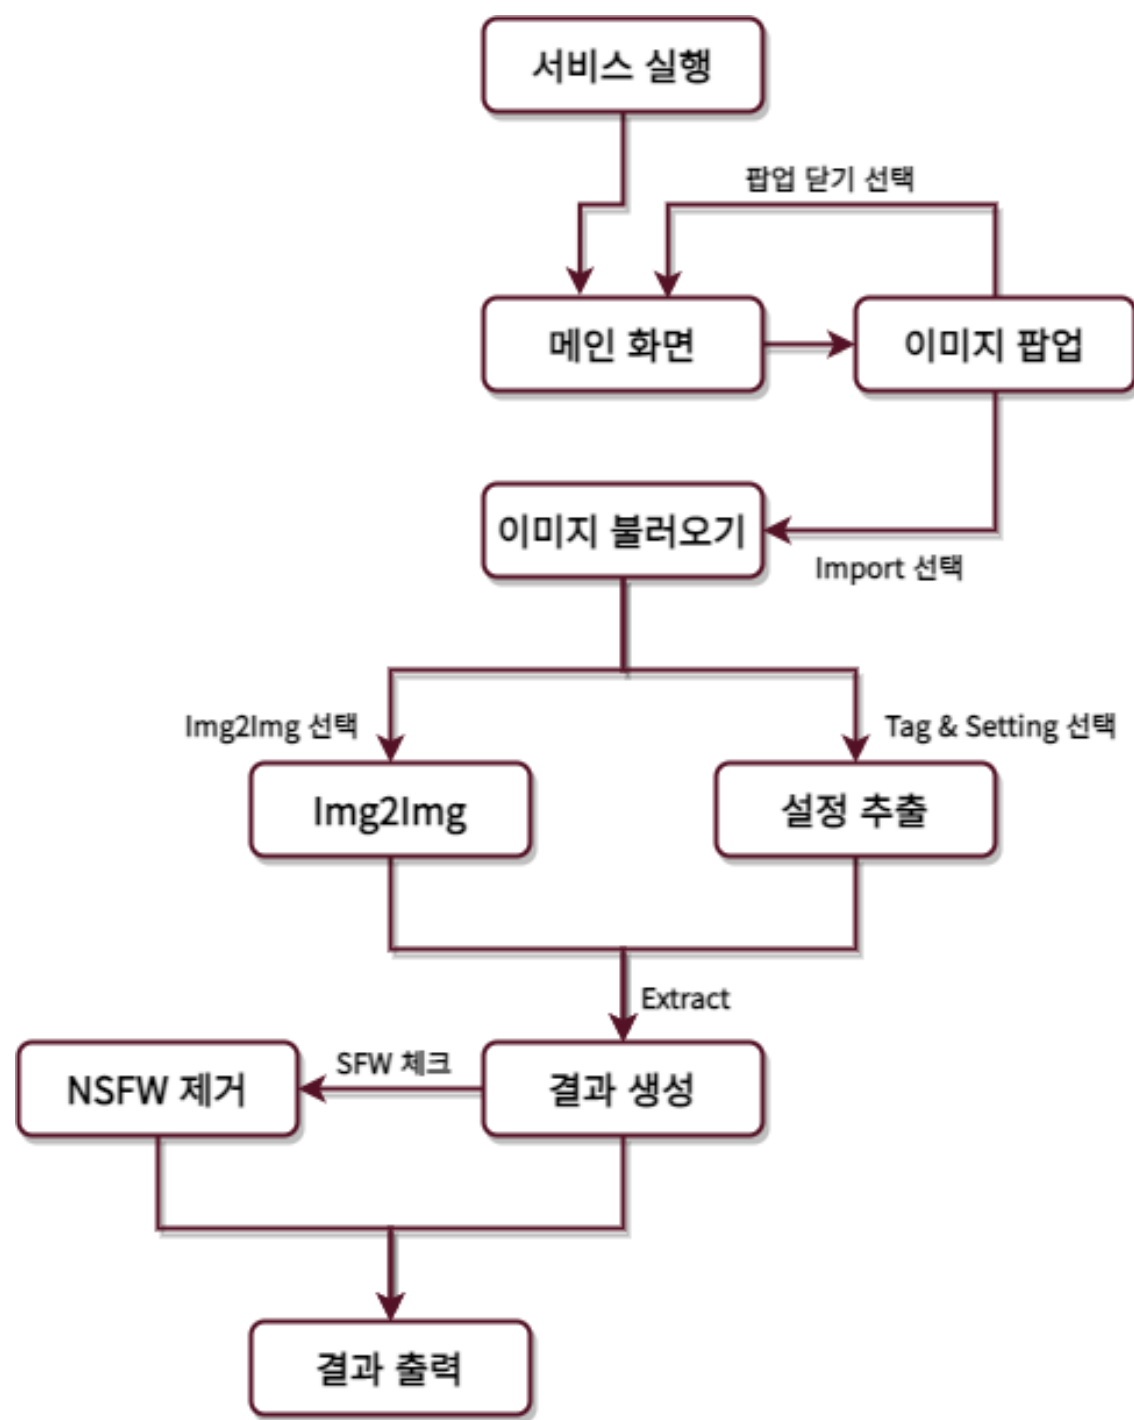 서비스 실행
팝업 닫기 선택
메인 화면
이미지 팝업
이미지 불러오기
Import 선택
Img2Img 선택
Tag & Setting 선택
Img2Img
설정 추출
Extract
SFW 체크
NSFW 제거
결과 생성
결과 출력